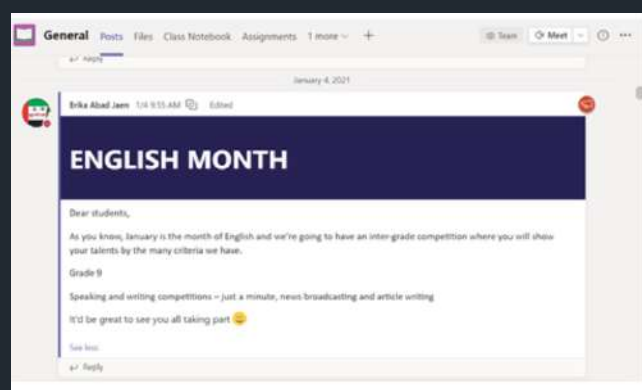 General Posts Files Class Notebook Assignments 1 more Team Meet
Reply
January 4, 2021
Erika Abad Jaen 1/4 9:55 AM Edited
ENGLISH MONTH
Dear students,
As you know, January is the month of English and we're going to have an inter-grade competition where you will show
your talents by the many criteria we have.
Grade 9
Speaking and writing competitions – just a minute, news broadcasting and article writing
It'd be great to see you all taking part
See less
Reply